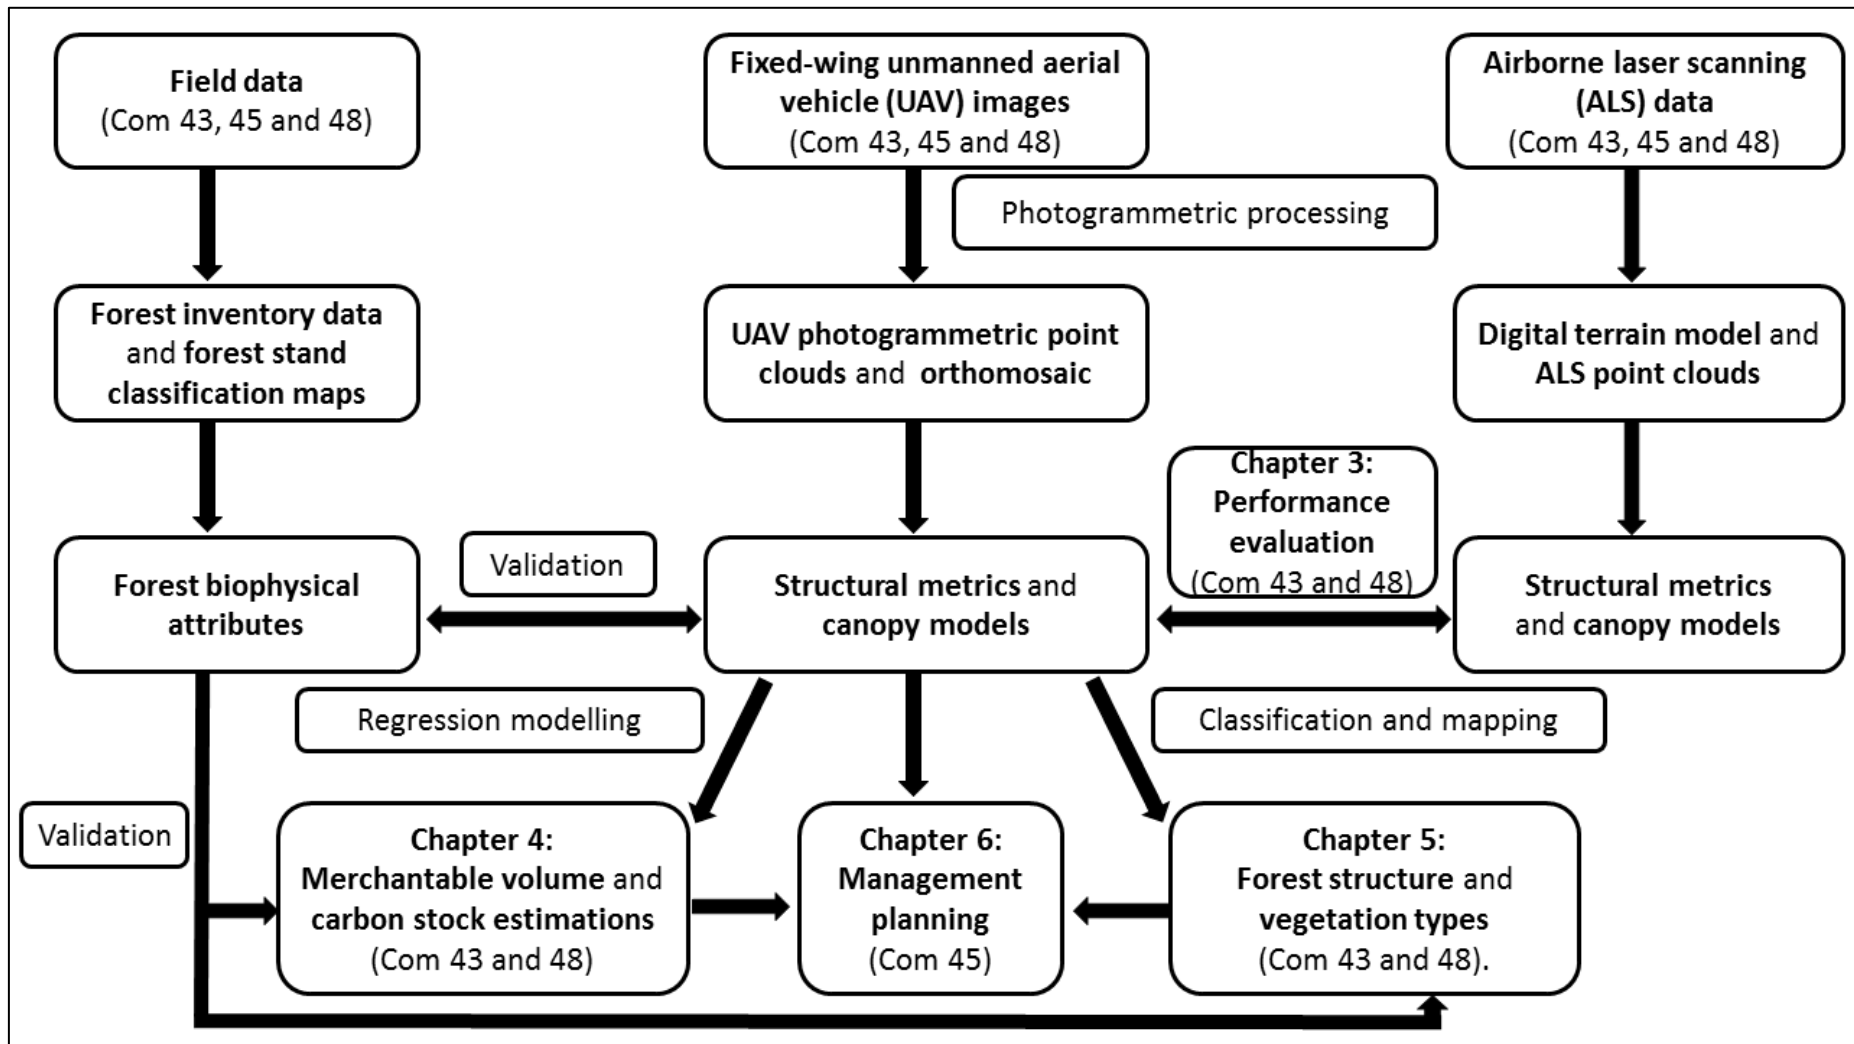 Field data
(Com 43, 45 and 48)
Fixed-wing unmanned aerial
vehicle (UAV) images
(Com 43, 45 and 48)
Airborne laser scanning
(ALS) data
(Com 43, 45 and 48)
Photogrammetric processing
Forest inventory data
and forest stand
classification maps
UAV photogrammetric point
clouds and orthomosaic
Digital terrain model and
ALS point clouds
Chapter 3:
Performance
evaluation
(Com 43 and 48)
Validation
Forest biophysical
attributes
Structural metrics and
canopy models
Structural metrics
and canopy models
Regression modelling
Classification and mapping
Validation
Chapter 4:
Merchantable volume and
carbon stock estimations
(Com 43 and 48)
Chapter 6:
Management
planning
(Com 45)
Chapter 5:
Forest structure and
vegetation types
(Com 43 and 48).